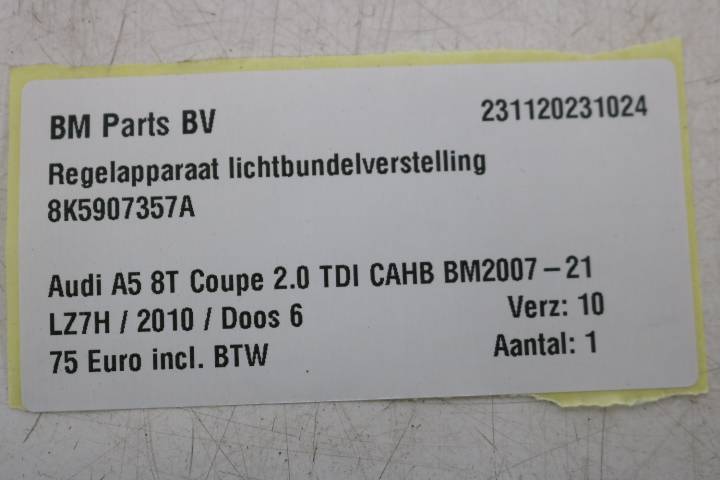 BM Parts BV 231120231024
Regelapparaat lichtbundelverstelling
8K5907357A
Audi A5 8T Coupe 2.0 TDI CAHB BM2007-21
LZ7H / 2010 / Doos 6 Verz: 10
75 Euro incl. BTW Aantal: 1